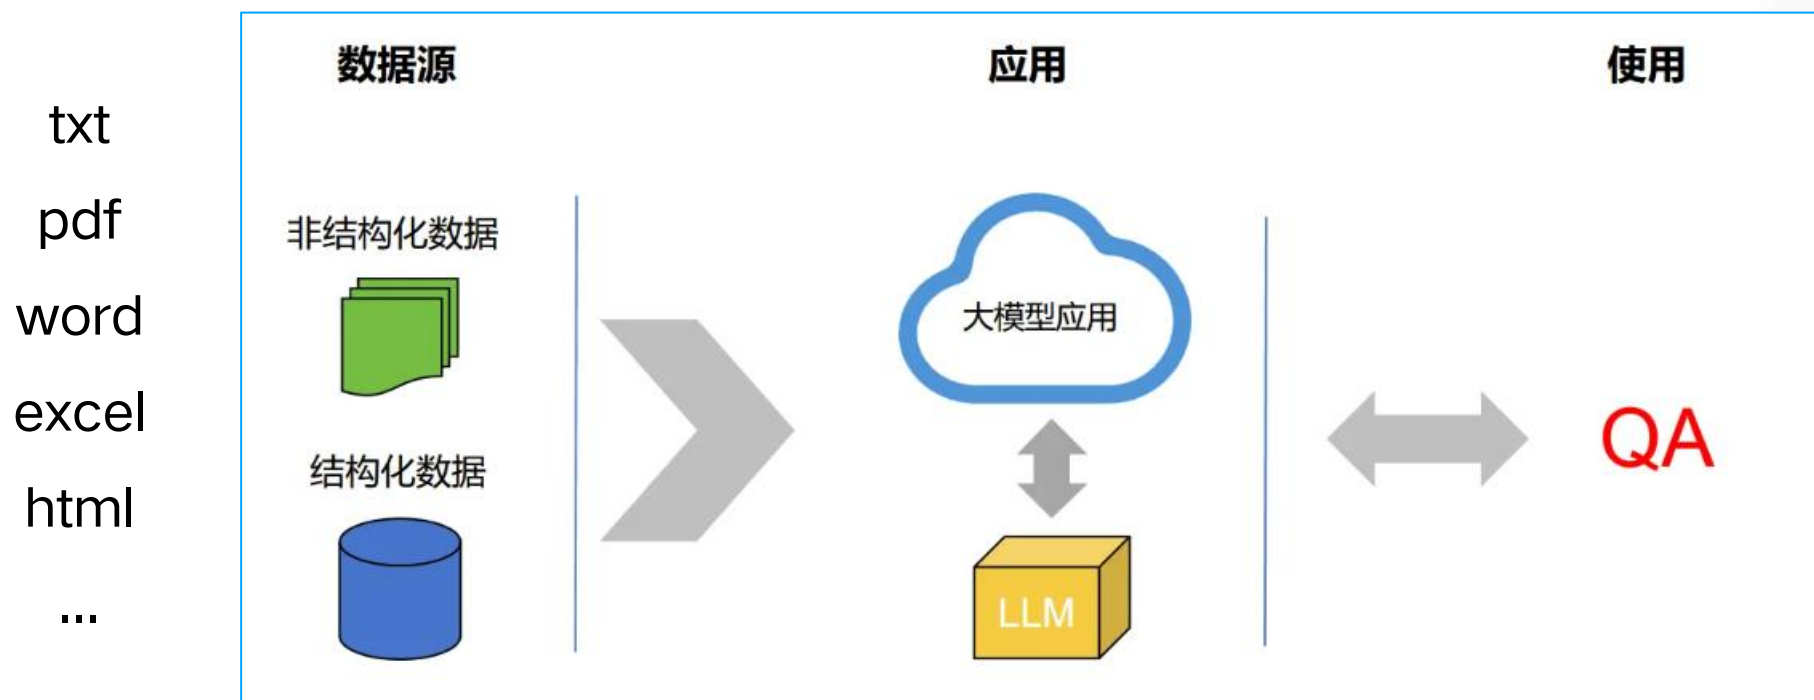 txt
pdf
word
excel
html
...
数据源
应用
使用
非结构化数据
结构化数据
大模型应用
LLM
QA